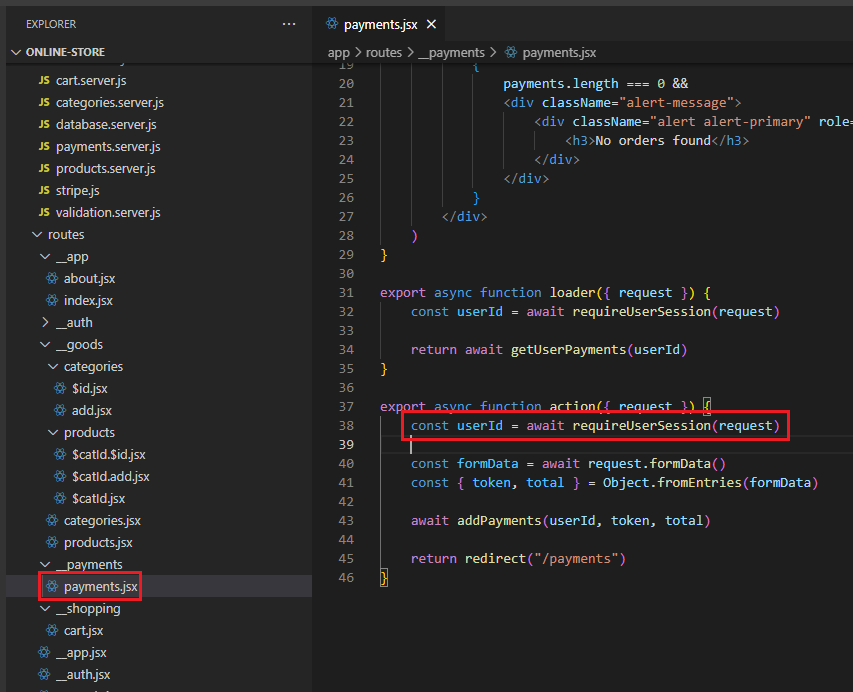 EXPLORER
ONLINE-STORE
JS cart.server.js
JS categories.server.js
JS database.server.js
JS payments.server.js
JS products.server.js
JS stripe.js
JS validation.server.js
routes
__app
about.jsx
index.jsx
__auth
__goods
categories
$id.jsx
add.jsx
products
$catId.$id.jsx
$catId.add.jsx
$catId.jsx
categories.jsx
products.jsx
__payments
payments.jsx
__shopping
cart.jsx
__app.jsx
__auth.jsx
payments.jsx
app > routes > __payments > payments.jsx
19 {
20 payments.length === 0 &&
21 <div className="alert-message">
22 <div className="alert alert-primary" role=
23 <h3>No orders found</h3>
24 </div>
25 </div>
26 }
27 </div>
28 )
29 }
30
31 export async function loader({ request }) {
32 const userId = await requireUserSession(request)
33
34 return await getUserPayments(userId)
35 }
36
37 export async function action({ request }) {
38 const userId = await requireUserSession(request)
39
40 const formData = await request.formData()
41 const { token, total } = Object.fromEntries(formData)
42
43 await addPayments(userId, token, total)
44
45 return redirect("/payments")
46 }